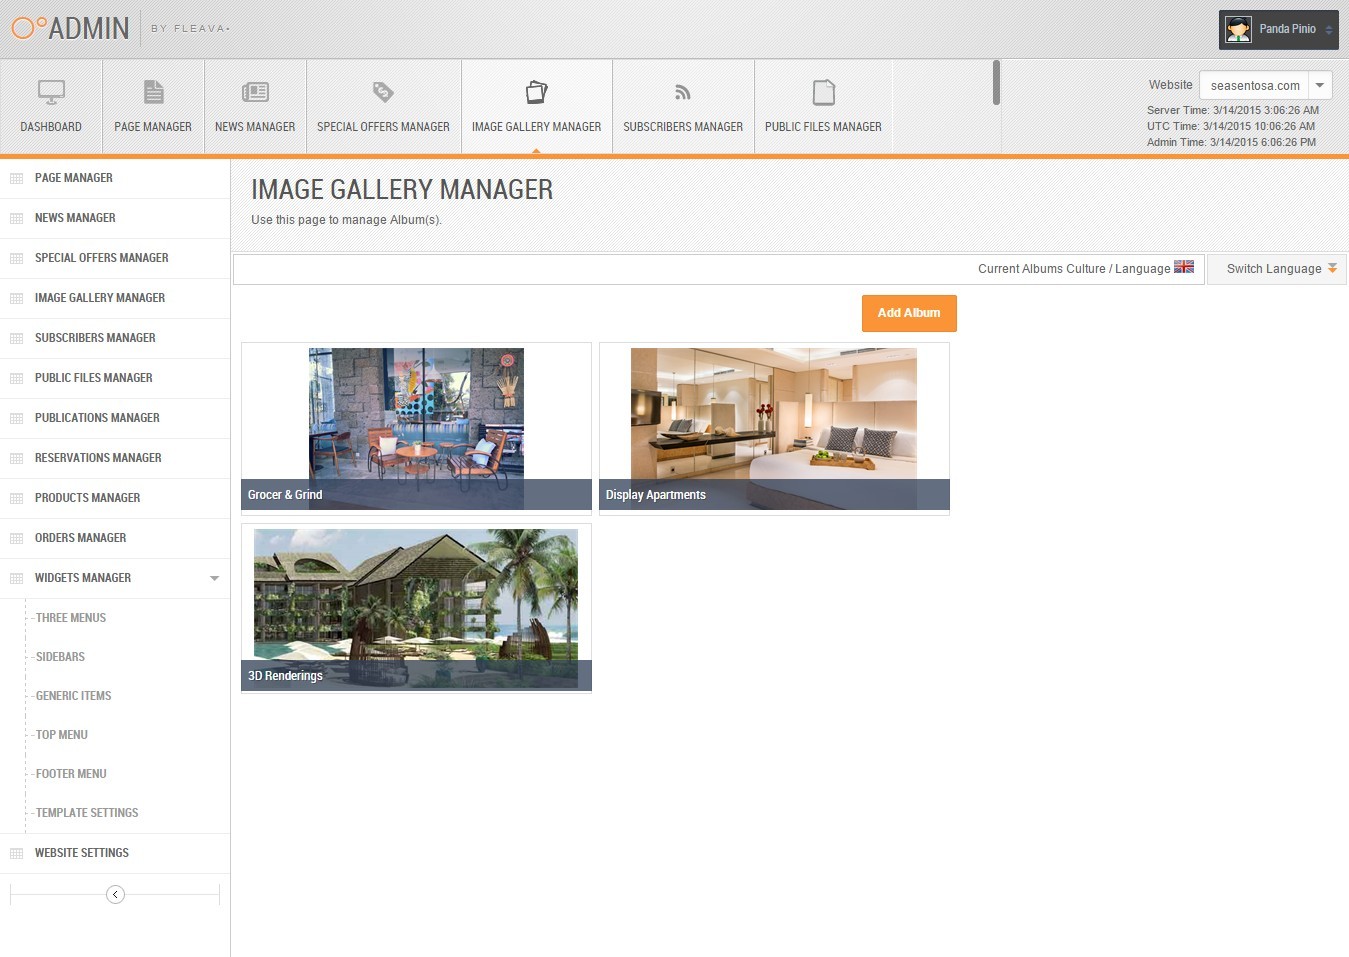 ADMIN BY FLEAVA
Panda Pinio
DASHBOARD
PAGE MANAGER
NEWS MANAGER
SPECIAL OFFERS MANAGER
IMAGE GALLERY MANAGER
SUBSCRIBERS MANAGER
PUBLIC FILES MANAGER
Website seasentosa.com
Server Time: 3/14/2015 3:06:26 AM
UTC Time: 3/14/2015 10:06:26 AM
Admin Time: 3/14/2015 6:06:26 PM
PAGE MANAGER
NEWS MANAGER
SPECIAL OFFERS MANAGER
IMAGE GALLERY MANAGER
SUBSCRIBERS MANAGER
PUBLIC FILES MANAGER
PUBLICATIONS MANAGER
RESERVATIONS MANAGER
PRODUCTS MANAGER
ORDERS MANAGER
WIDGETS MANAGER
THREE MENUS
SIDEBARS
GENERIC ITEMS
TOP MENU
FOOTER MENU
TEMPLATE SETTINGS
WEBSITE SETTINGS
IMAGE GALLERY MANAGER
Use this page to manage Album(s).
Current Albums Culture / Language
Switch Language
Add Album
Grocer & Grind
Display Apartments
3D Renderings